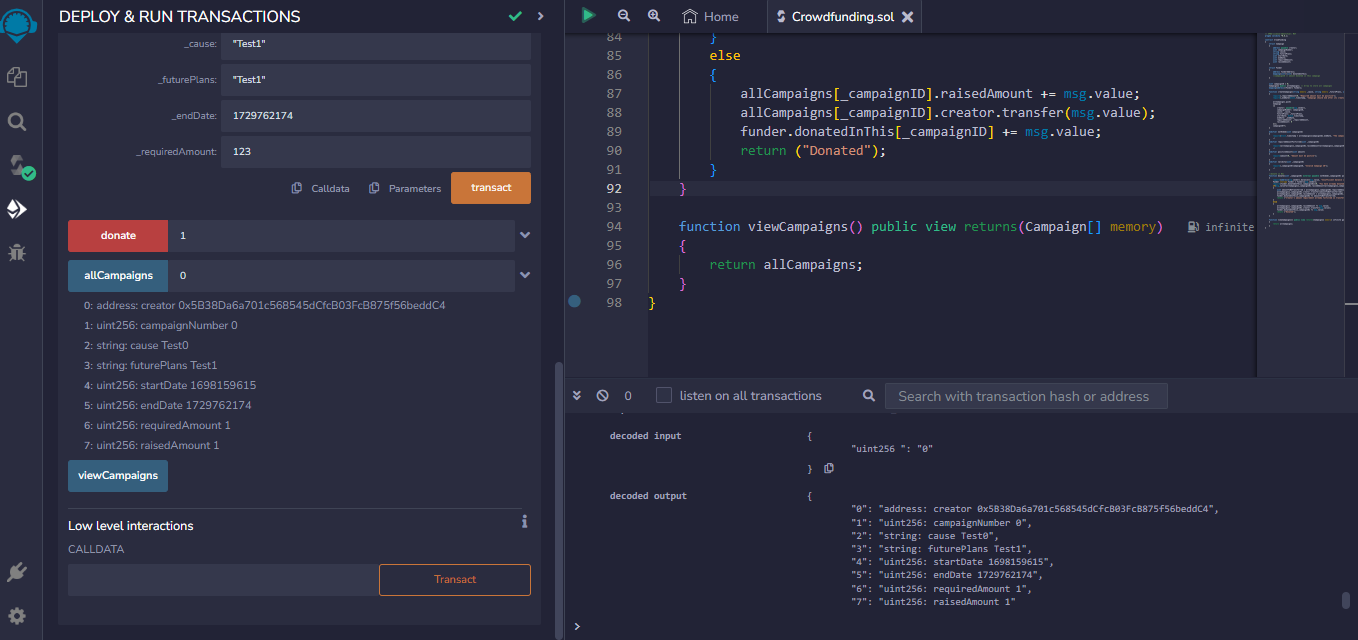 DEPLOY & RUN TRANSACTIONS
_cause:
"Test1"
_futurePlans:
"Test1"
_endDate:
1729762174
_requiredAmount:
123
Calldata
Parameters
transact
donate
1
allCampaigns
0
0: address: creator 0x5B38Da6a701c568545dCfcB03FcB875f56beddC4
1: uint256: campaignNumber 0
2: string: cause Test0
3: string: futurePlans Test1
4: uint256: startDate 1698159615
5: uint256: endDate 1729762174
6: uint256: requiredAmount 1
7: uint256: raisedAmount 1
viewCampaigns
Low level interactions
i
CALLDATA
Transact
Home
Crowdfunding.sol
84 }
85 else
86 {
87 allCampaigns[_campaignID].raisedAmount += msg.value;
88 allCampaigns[_campaignID].creator.transfer(msg.value);
89 funder.donatedInThis[_campaignID] += msg.value;
90 return ("Donated");
91 }
92 }
93
94 function viewCampaigns() public view returns(Campaign[] memory) infinite
95 {
96 return allCampaigns;
97 }
98 }
0
listen on all transactions
Search with transaction hash or address
decoded input
{
"uint256 ": "0"
}
decoded output
{
"0": "address: creator 0x5B38Da6a701c568545dCfcB03FcB875f56beddC4",
"1": "uint256: campaignNumber 0",
"2": "string: cause Test0",
"3": "string: futurePlans Test1",
"4": "uint256: startDate 1698159615",
"5": "uint256: endDate 1729762174",
"6": "uint256: requiredAmount 1",
"7": "uint256: raisedAmount 1"
>